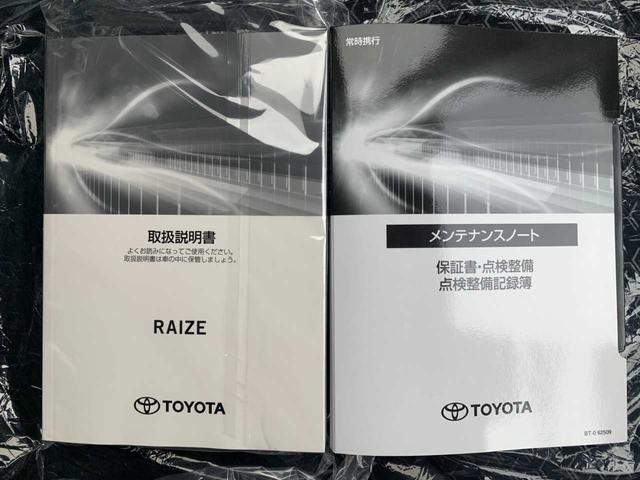 取扱説明書
よくお読みになってご使用ください。
取扱説明書は車の中に保管しましょう。
RAIZE
TOYOTA
常時携行
メンテナンスノート
保証書・点検整備
点検整備記録簿
TOYOTA
BT-0 62509